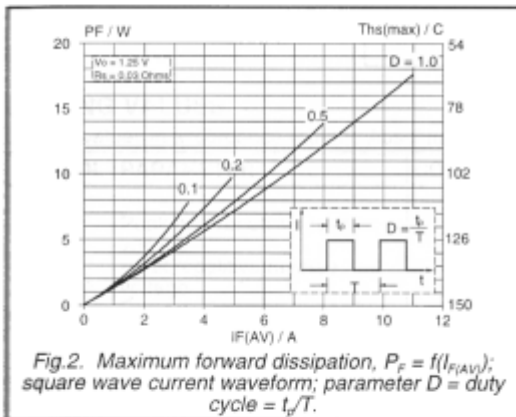 PF / W
Ths(max) / C
20
54
Vo = 1.25 V
Rs = 0.03 Ohms
D = 1.0
15
78
0.5
0.2
10
102
0.1
5
126
I
tp
D = tp/T
T
t
0
150
0 2 4 6 8 10 12
IF(AV) / A
Fig.2. Maximum forward dissipation, PF = f(IF(AV));
square wave current waveform; parameter D = duty
cycle = tp/T.